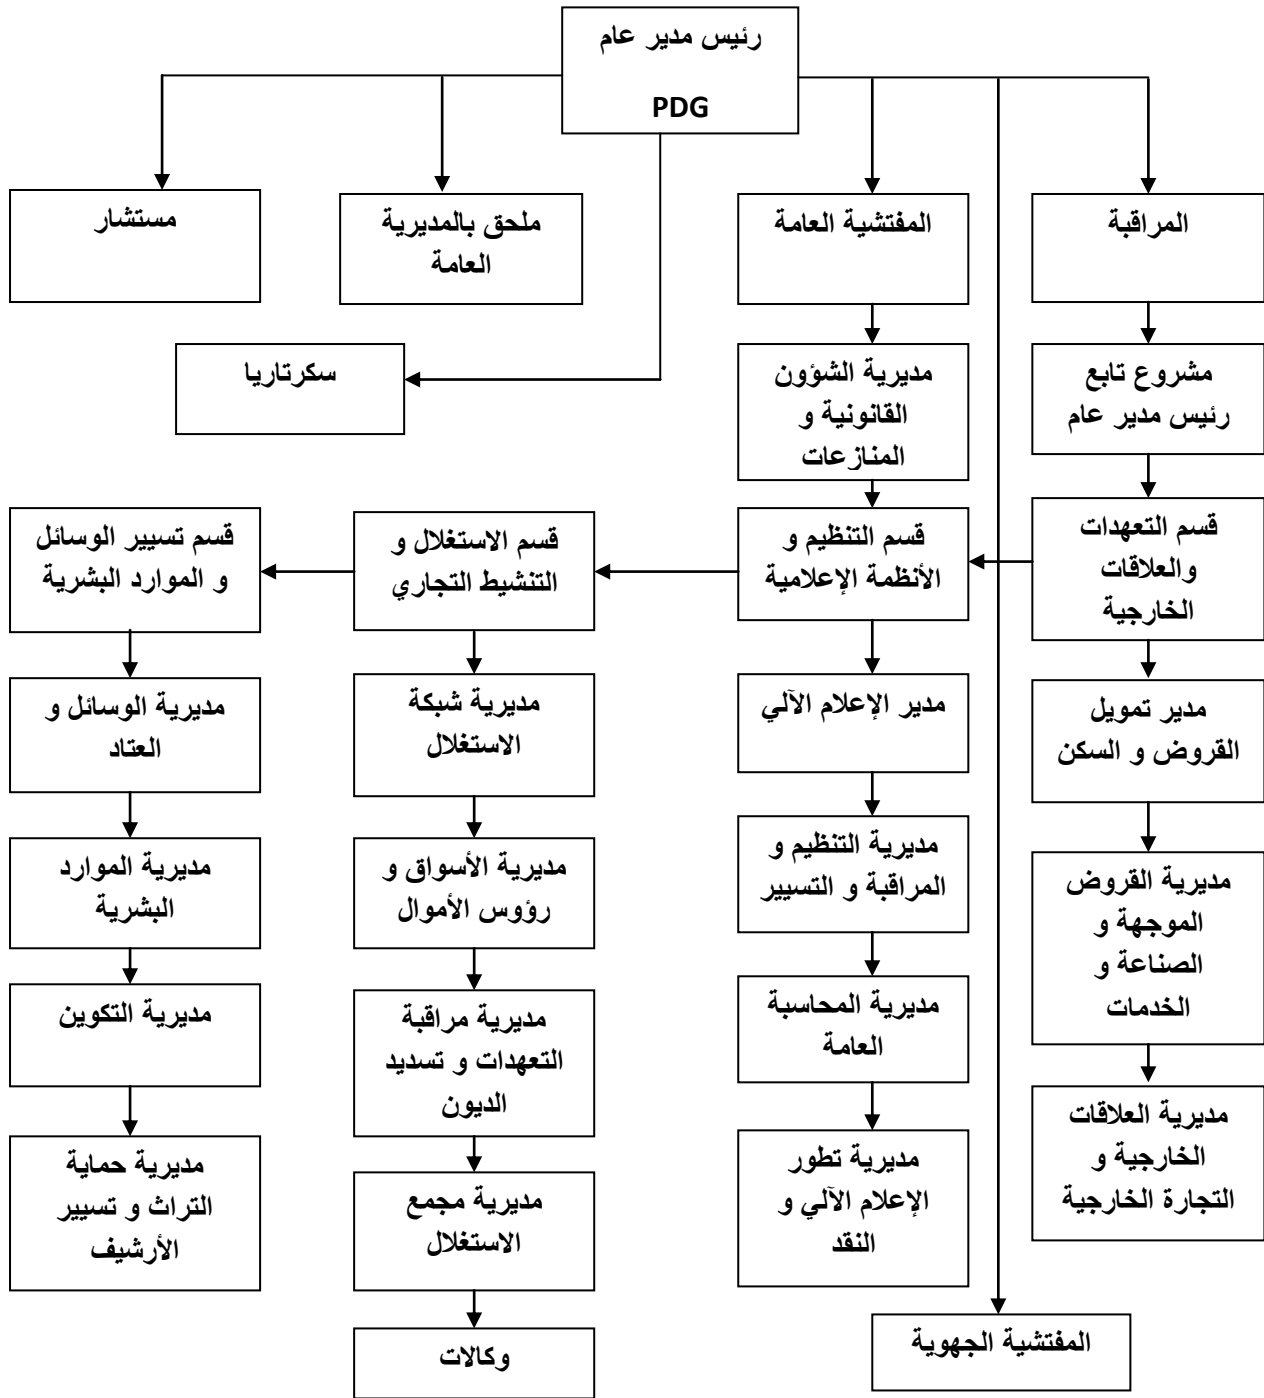 رئيس مدير عام
PDG
المراقبة
المفتشية العامة
ملحق بالمديرية
العامة
مستشار
مشروع تابع
رئيس مدير عام
مديرية الشؤون
القانونية و
المنازعات
سكرتاريا
قسم التعهدات
والعلاقات
الخارجية
قسم التنظيم و
الأنظمة الإعلامية
قسم الاستغلال و
التنشيط التجاري
قسم تسيير الوسائل
و الموارد البشرية
مدير تمويل
القروض و السكن
مدير الإعلام الآلي
مديرية شبكة
الاستغلال
مديرية الوسائل و
العتاد
مديرية القروض
الموجهة و
الصناعة و
الخدمات
مديرية التنظيم و
المراقبة و التسيير
مديرية الأسواق و
رؤوس الأموال
مديرية الموارد
البشرية
مديرية المحاسبة
العامة
مديرية مراقبة
التعهدات و تسديد
الديون
مديرية التكوين
مديرية العلاقات
الخارجية و
التجارة الخارجية
مديرية تطور
الإعلام الآلي و
النقد
مديرية مجمع
الاستغلال
مديرية حماية
التراث و تسيير
الأرشيف
المفتشية الجهوية
وكالات